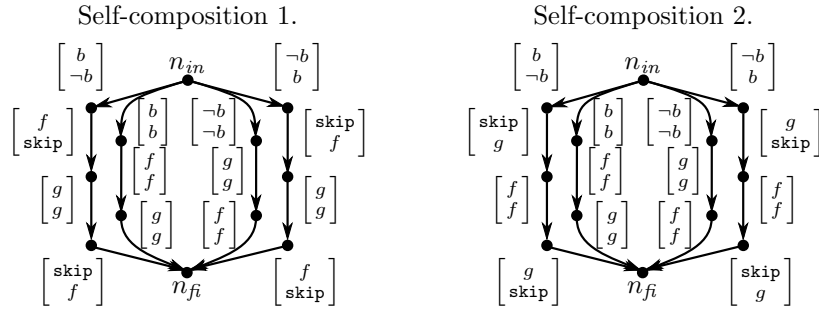 Self-composition 1.
n_in
[b ¬b]
[¬b b]
[f skip]
[b b]
[¬b ¬b]
[skip f]
[f f]
[g g]
[g g]
[g g]
[g g]
[f f]
[skip f]
[f skip]
n_fi
Self-composition 2.
n_in
[b ¬b]
[¬b b]
[skip g]
[b b]
[¬b ¬b]
[g skip]
[f f]
[g g]
[f f]
[f f]
[g g]
[f f]
[g skip]
[skip g]
n_fi